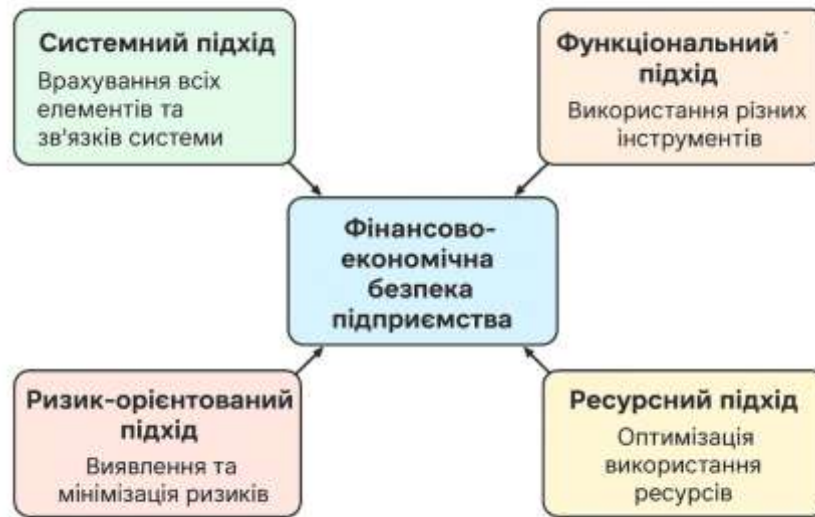 Системний підхід
Врахування всіх
елементів та
зв'язків системи
Функціональний
підхід
Використання різних
інструментів
Фінансово-
економічна
безпека
підприємства
Ризик-орієнтований
підхід
Виявлення та
мінімізація ризиків
Ресурсний підхід
Оптимізація
використання
ресурсів